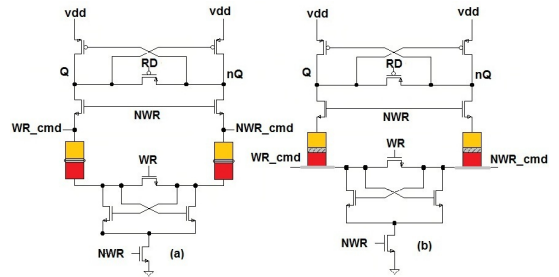 vdd vdd vdd vdd
RD RD
Q nQ Q nQ
NWR NWR
WR_cmd NWR_cmd
WR WR
WR_cmd NWR_cmd
NWR (a) NWR (b)